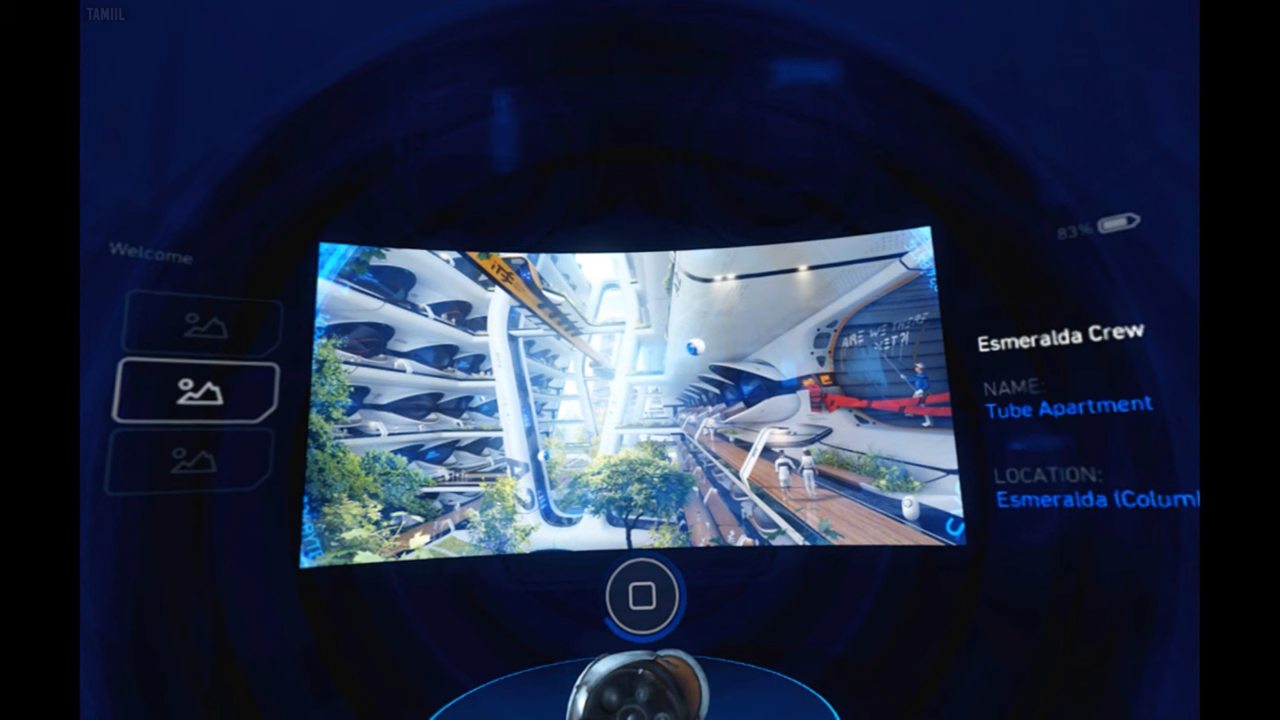 TAMIIL
Welcome
83%
ARE WE THERE
YET?!
Esmeralda Crew
NAME:
Tube Apartment
LOCATION:
Esmeralda (Colum